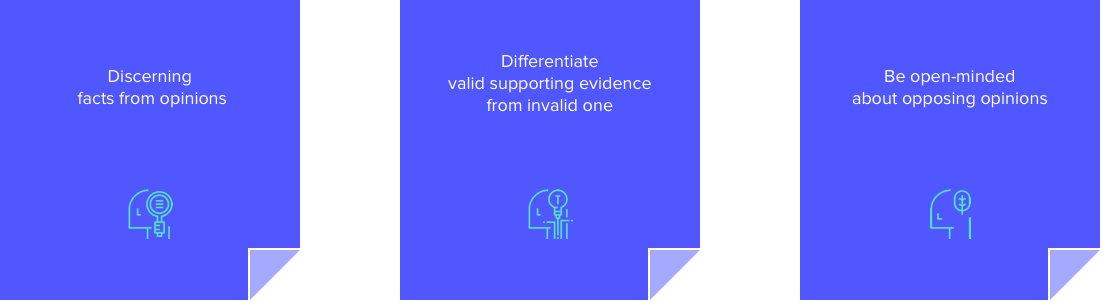 Discerning
facts from opinions
Differentiate
valid supporting evidence
from invalid one
Be open-minded
about opposing opinions